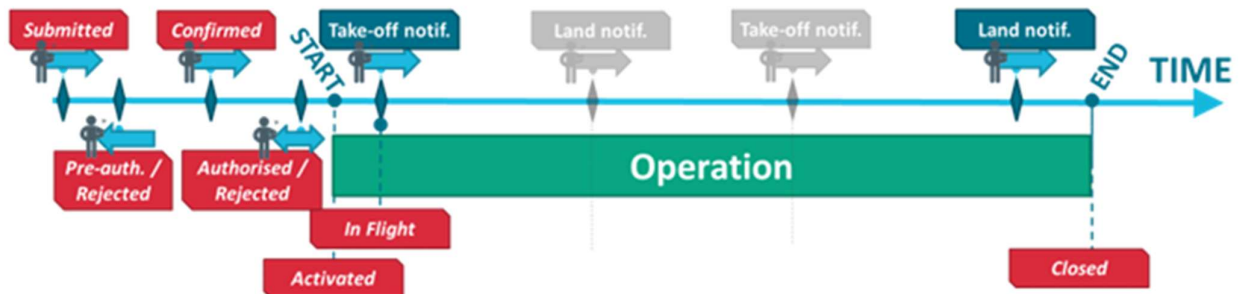 Submitted
Confirmed
START
Take-off notif.
Land notif.
Take-off notif.
Land notif.
END
TIME
Pre-auth. /
Rejected
Authorised /
Rejected
Operation
In Flight
Activated
Closed